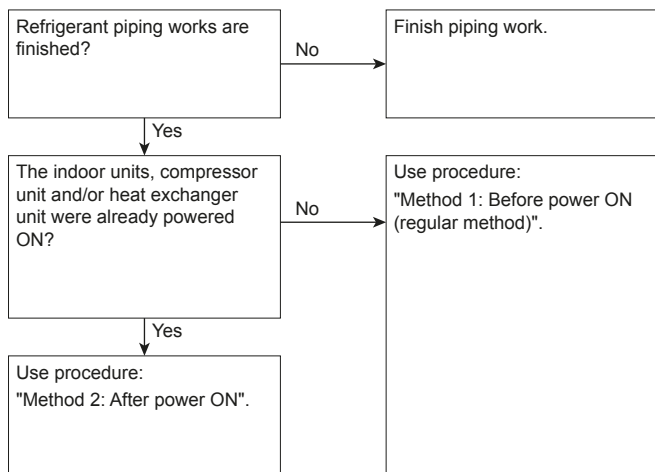 Refrigerant piping works are
finished?
No
Finish piping work.
Yes
The indoor units, compressor
unit and/or heat exchanger
unit were already powered
ON?
No
Use procedure:
"Method 1: Before power ON
(regular method)".
Yes
Use procedure:
"Method 2: After power ON".